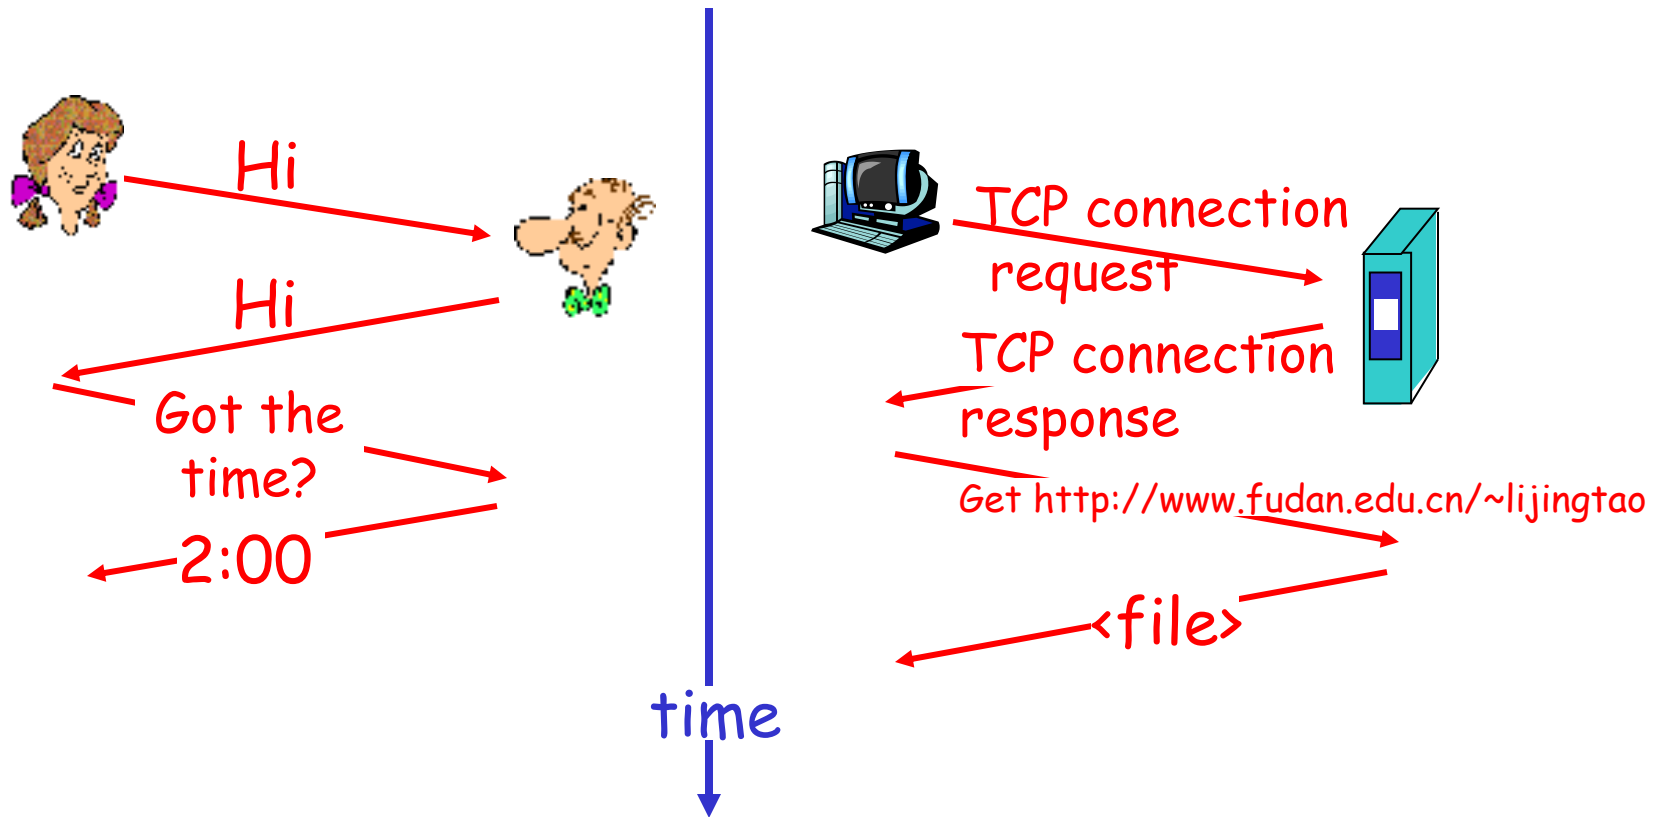 Hi
Hi
Got the
time?
2:00
time
TCP connection
request
TCP connection
response
Get http://www.fudan.edu.cn/~lijingtao
<file>